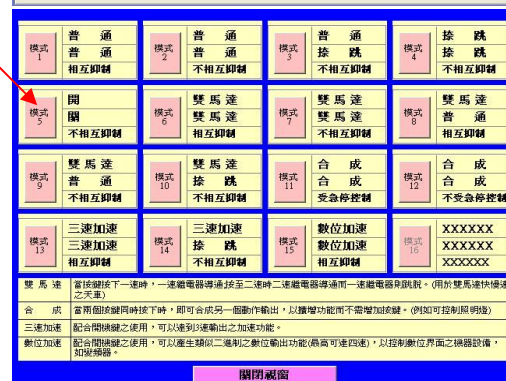 模式 1
普 通
普 通
相互抑制
模式 2
普 通
普 通
不相互抑制
模式 3
普 通
捺 跳
不相互抑制
模式 4
捺 跳
捺 跳
不相互抑制
模式 5
開
關
不相互抑制
模式 6
雙 馬 達
雙 馬 達
相互抑制
模式 7
雙 馬 達
雙 馬 達
不相互抑制
模式 8
雙 馬 達
普 通
相互抑制
模式 9
雙 馬 達
普 通
不相互抑制
模式 10
雙 馬 達
捺 跳
不相互抑制
模式 11
合 成
合 成
受急停控制
模式 12
合 成
合 成
不受急停控制
模式 13
三速加速
三速加速
相互抑制
模式 14
三速加速
捺 跳
不相互抑制
模式 15
數位加速
數位加速
相互抑制
模式 16
XXXXXX
XXXXXX
XXXXXX
雙 馬 達 當按鍵按下一速時，一速繼電器導通按至二速時二速繼電器導通而一速繼電器則跳脫。(用於雙馬達快慢速
之天車)
合 成 當兩個按鍵同時按下時，即可合成另一個動作輸出，以擴增功能而不需增加按鍵。(例如可控制照明燈)
三速加速 配合開機鍵之使用，可以達到3速輸出之加速功能。
數位加速 配合開機鍵之使用，可以產生類似二進制之數位輸出功能(最高可達四速)，以控制數位界面之機器設備，
如變頻器。
關閉視窗